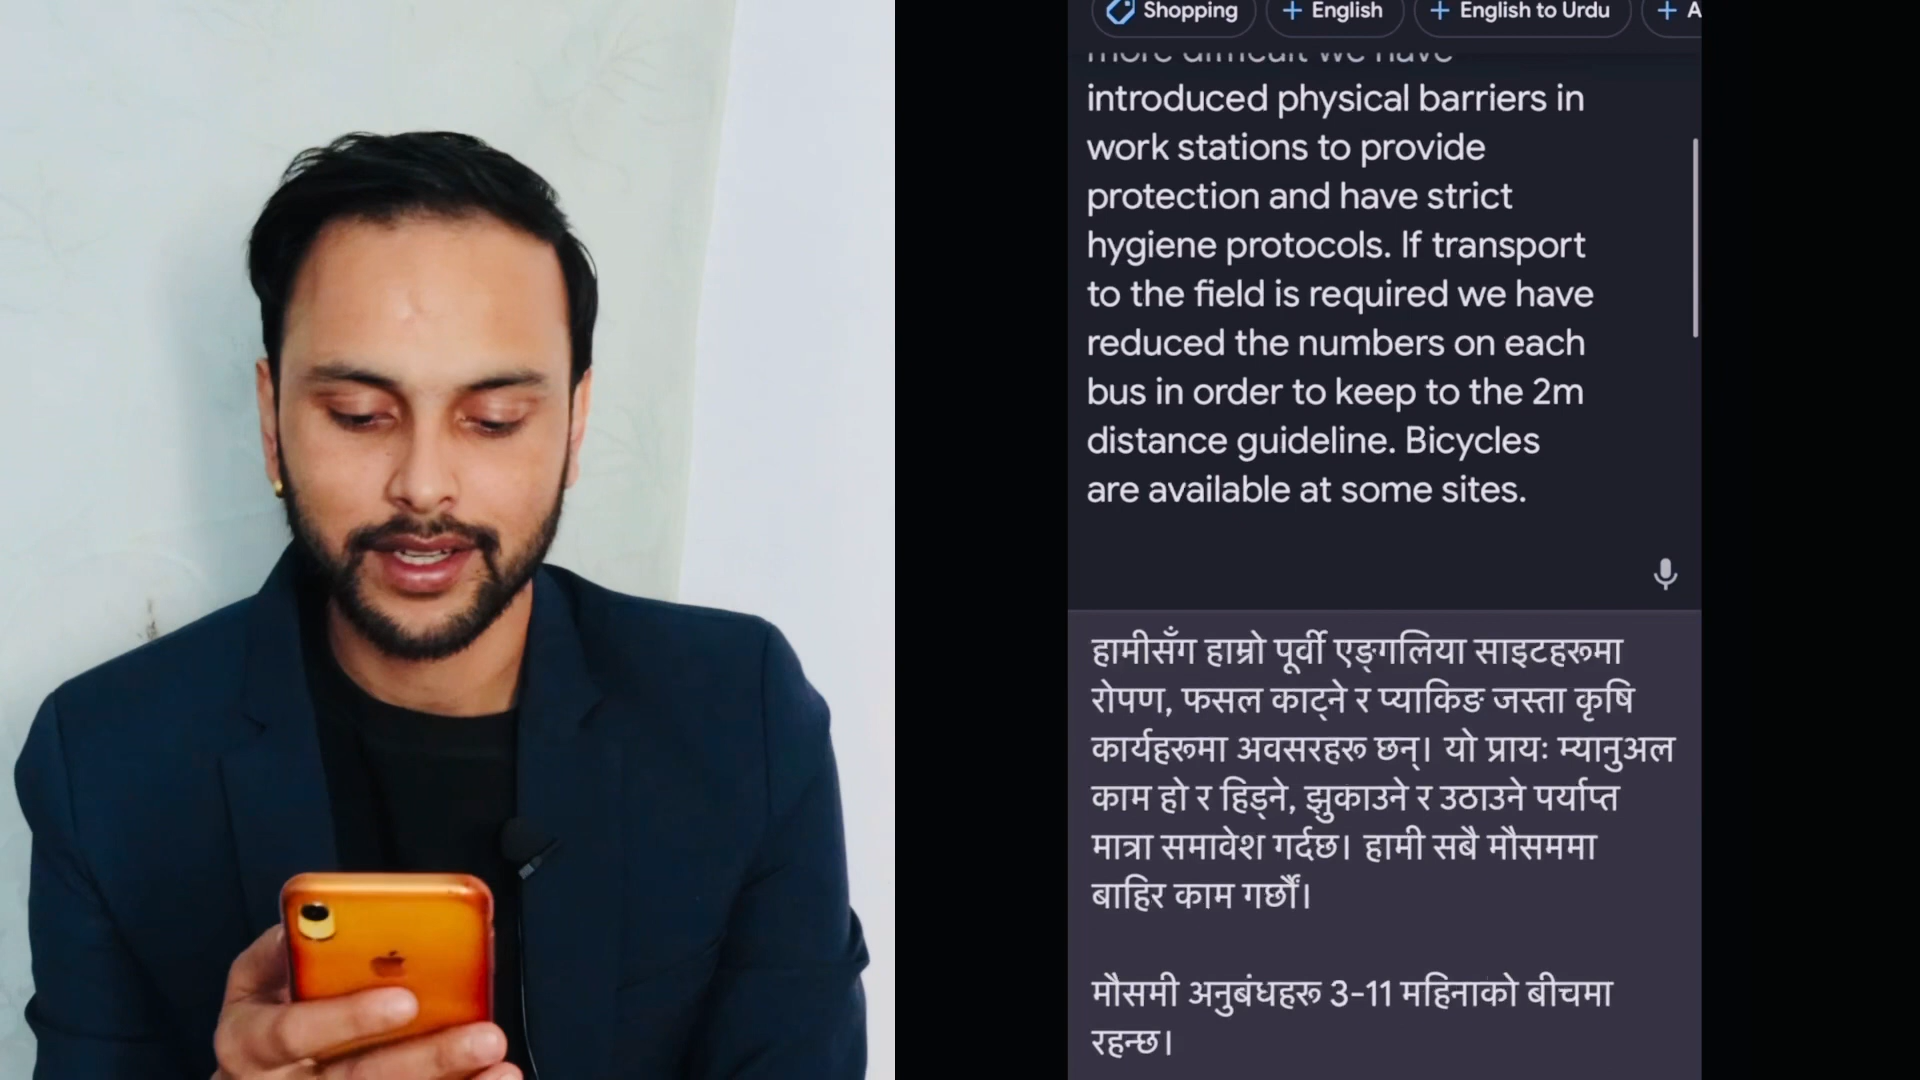 Shopping
English
English to Urdu
A
more difficult we have
introduced physical barriers in
work stations to provide
protection and have strict
hygiene protocols. If transport
to the field is required we have
reduced the numbers on each
bus in order to keep to the 2m
distance guideline. Bicycles
are available at some sites.
हामीसँग हाम्रो पूर्वी एङ्गलिया साइटहरूमा
रोपण, फसल काट्ने र प्याकिङ जस्ता कृषि
कार्यहरूमा अवसरहरू छन्। यो प्रायः म्यानुअल
काम हो र हिड्ने, झुकाउने र उठाउने पर्याप्त
मात्रा समावेश गर्दछ। हामी सबै मौसममा
बाहिर काम गर्छौं।
मौसमी अनुबंधहरू 3-11 महिनाको बीचमा
रहन्छ।